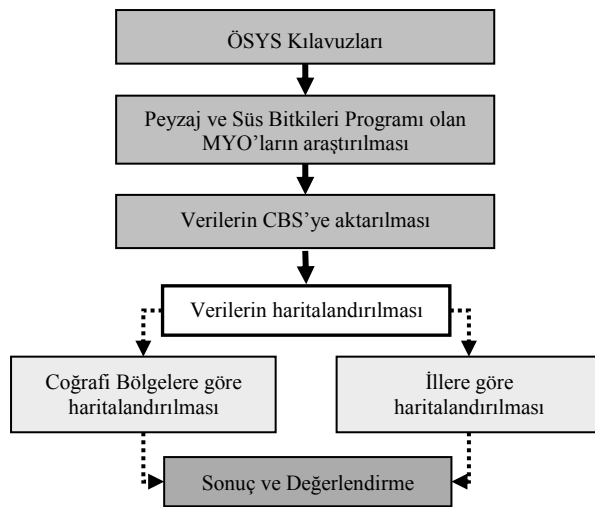 ÖSYS Kılavuzları
Peyzaj ve Süs Bitkileri Programı olan
MYO’ların araştırılması
Verilerin CBS’ye aktarılması
Verilerin haritalandırılması
Coğrafi Bölgelere göre
haritalandırılması
İllere göre
haritalandırılması
Sonuç ve Değerlendirme